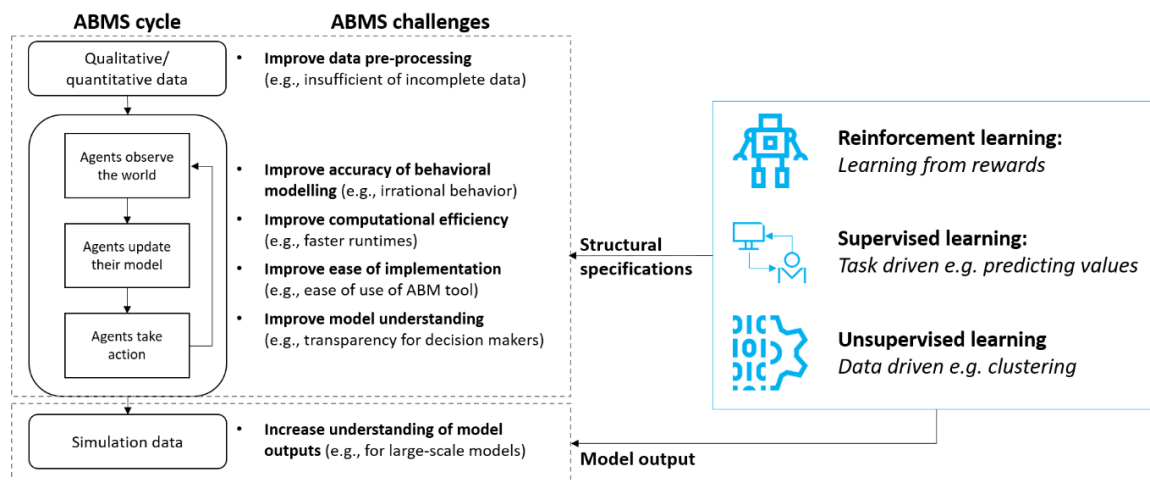 ABMS cycle
ABMS challenges
Qualitative/
quantitative data
• Improve data pre-processing
(e.g., insufficient of incomplete data)
Agents observe
the world
Agents update
their model
Agents take
action
• Improve accuracy of behavioral
modelling (e.g., irrational behavior)
• Improve computational efficiency
(e.g., faster runtimes)
• Improve ease of implementation
(e.g., ease of use of ABM tool)
• Improve model understanding
(e.g., transparency for decision makers)
Simulation data
• Increase understanding of model
outputs (e.g., for large-scale models)
Structural
specifications
Model output
Reinforcement learning:
Learning from rewards
Supervised learning:
Task driven e.g. predicting values
Unsupervised learning
Data driven e.g. clustering